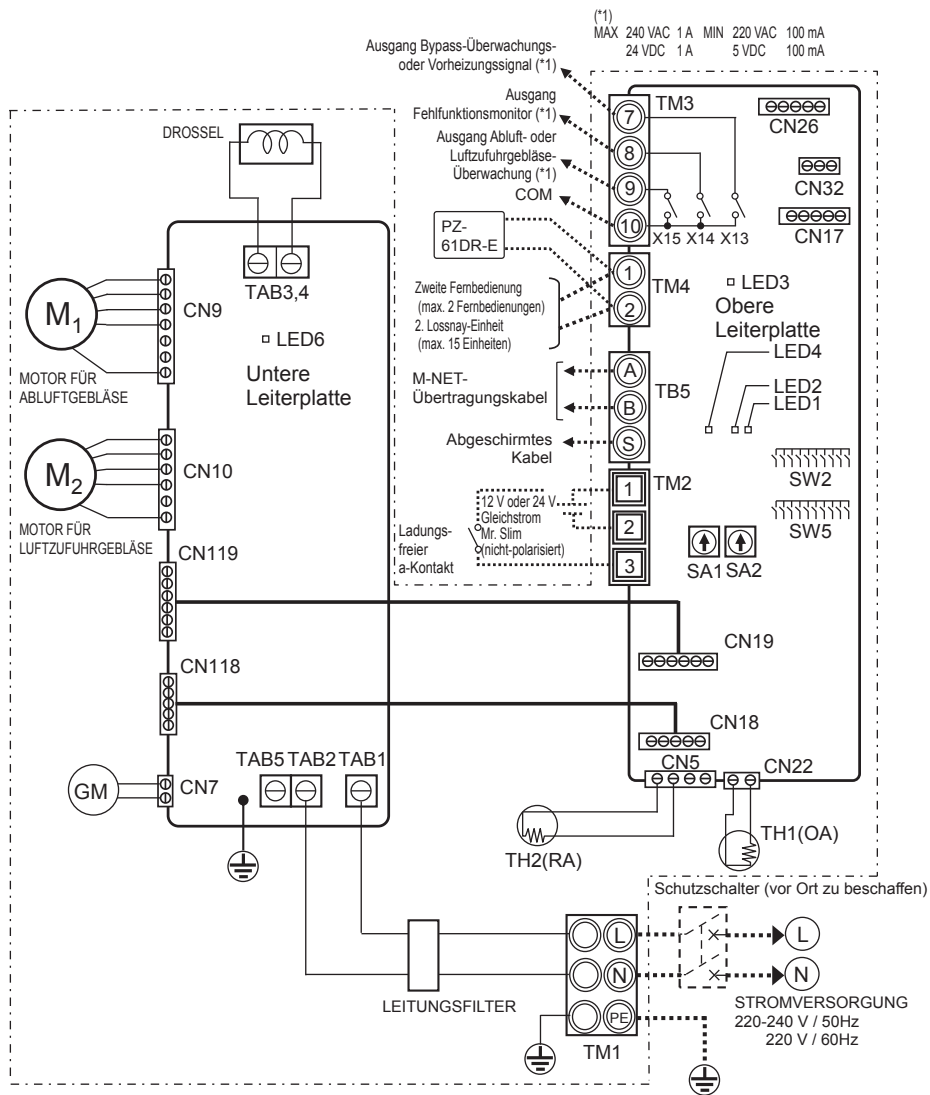 (*1)
MAX 240 VAC 1 A MIN 220 VAC 100 mA
24 VDC 1 A 5 VDC 100 mA
Ausgang Bypass-Überwachungs-
oder Vorheizungssignal (*1)
Ausgang
Fehlfunktionsmonitor (*1)
Ausgang Abluft- oder
Luftzufuhrgebläse-
Überwachung (*1)
COM
7
8
9
10
TM3
X15 X14 X13
CN26
CN32
CN17
DROSSEL
TAB3,4
PZ-
61DR-E
1
2
TM4
Zweite Fernbedienung
(max. 2 Fernbedienungen)
2. Lossnay-Einheit
(max. 15 Einheiten)
LED3
Obere
Leiterplatte
LED4
LED2
LED1
M1
CN9
LED6
Untere
Leiterplatte
MOTOR FÜR
ABLUFTGEBLÄSE
M-NET-
Übertragungskabel
A
B
S
TB5
Abgeschirmtes
Kabel
M2
CN10
MOTOR FÜR
LUFTZUFUHRGEBLÄSE
TM2
1
2
3
12 V oder 24 V
Gleichstrom
Mr. Slim
(nicht-polarisiert)
Ladungs-
freier
a-Kontakt
SW2
SW5
SA1 SA2
CN119
CN19
CN118
CN18
CN5
CN22
TAB5 TAB2 TAB1
GM
CN7
TH2(RA)
TH1(OA)
Schutzschalter (vor Ort zu beschaffen)
L
L
N
N
LEITUNGSFILTER
PE
TM1
STROMVERSORGUNG
220-240 V / 50Hz
220 V / 60Hz